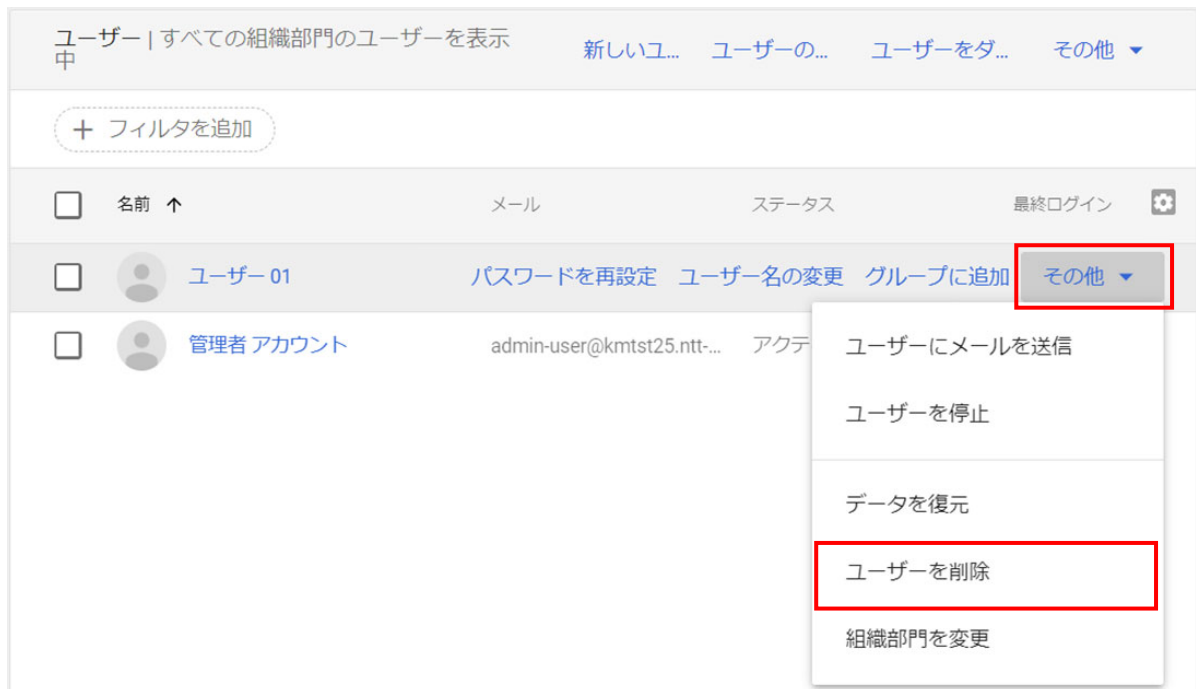 ユーザー | すべての組織部門のユーザーを表示
中
新しいユ... ユーザーの... ユーザーをダ... その他
+ フィルタを追加
名前 ↑ メール ステータス 最終ログイン
ユーザー 01 パスワードを再設定 ユーザー名の変更 グループに追加 その他
管理者 アカウント admin-user@kmtst25.ntt-... アクテ
ユーザーにメールを送信
ユーザーを停止
データを復元
ユーザーを削除
組織部門を変更